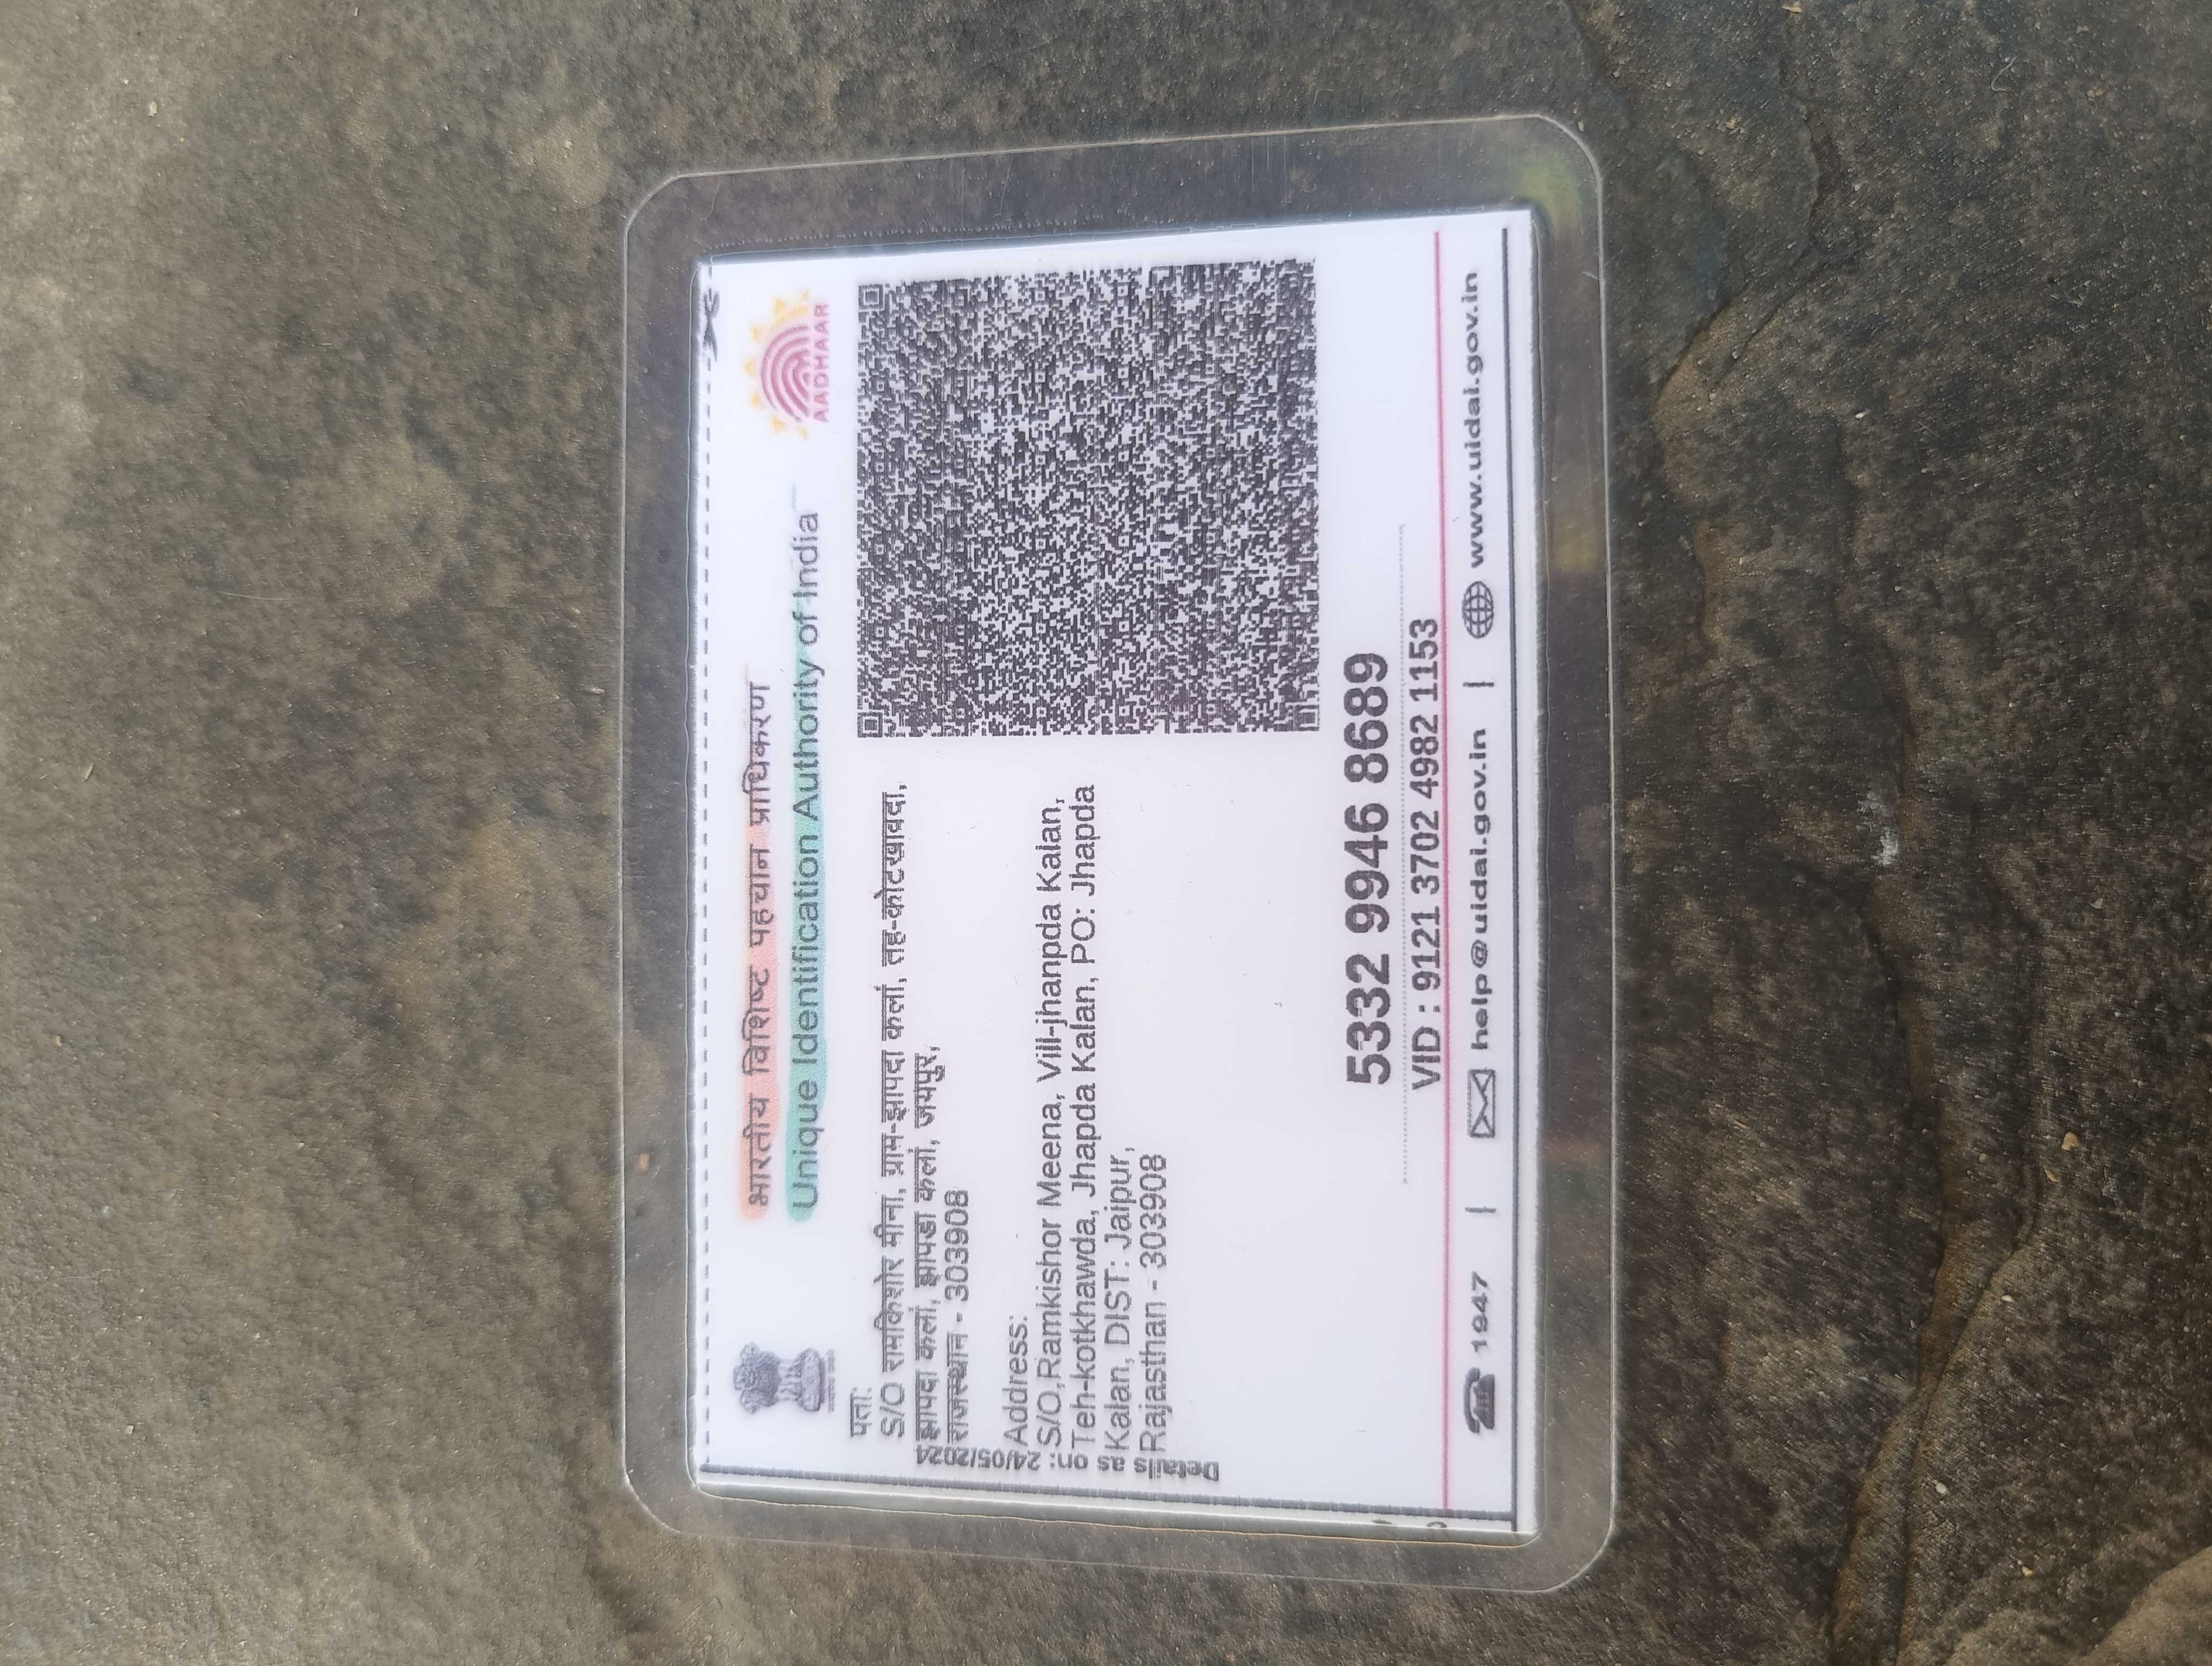 भारतीय विशिष्ट पहचान प्राधिकरण
Unique Identification Authority of India
AADHAAR
पता:
S/O रामकिशोर मीना, ग्राम-झापदा कलां, तह-कोटखावदा,
झापदा कलां, झापडा कलां, जयपुर,
राजस्थान - 303908
Address:
S/O,Ramkishor Meena, Vill-jhanpda Kalan,
Teh-kotkhawda, Jhapda Kalan, PO: Jhapda
Kalan, DIST: Jaipur,
Rajasthan - 303908
Details as on:: 24/05/2024
5332 9946 8689
VID : 9121 3702 4982 1153
1947 | help@uidai.gov.in | www.uidai.gov.in